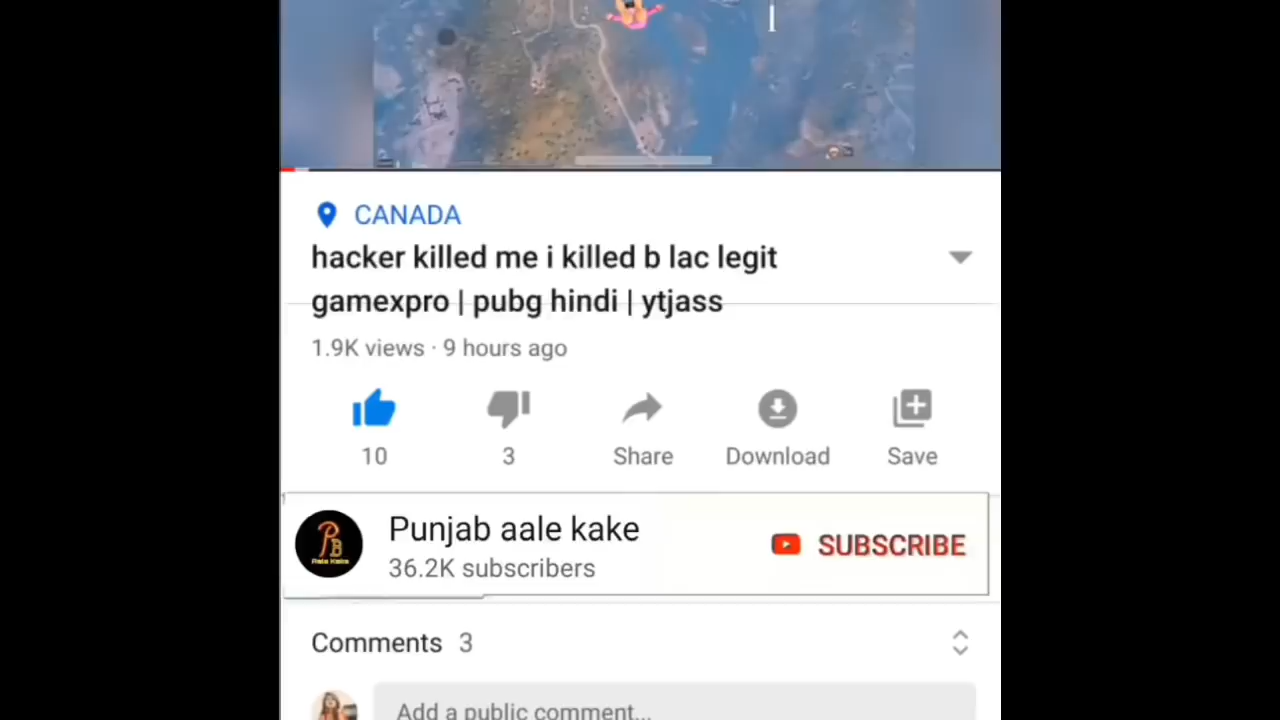 CANADA
hacker killed me i killed b lac legit
gamexpro | pubg hindi | ytjass
1.9K views · 9 hours ago
10
3
Share
Download
Save
Punjab aale kake
36.2K subscribers
SUBSCRIBE
Comments 3
Add a public comment...